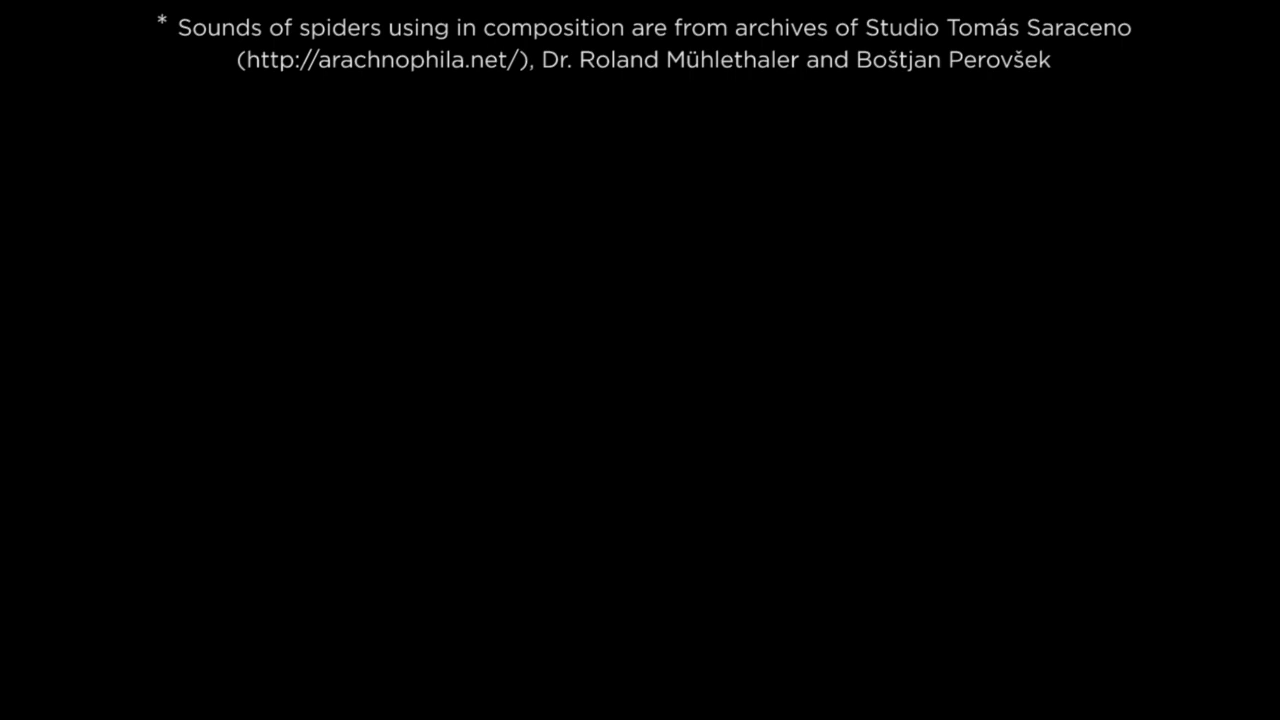 * Sounds of spiders using in composition are from archives of Studio Tomás Saraceno
(http://arachnophila.net/), Dr. Roland Mühlethaler and Boštjan Perovšek